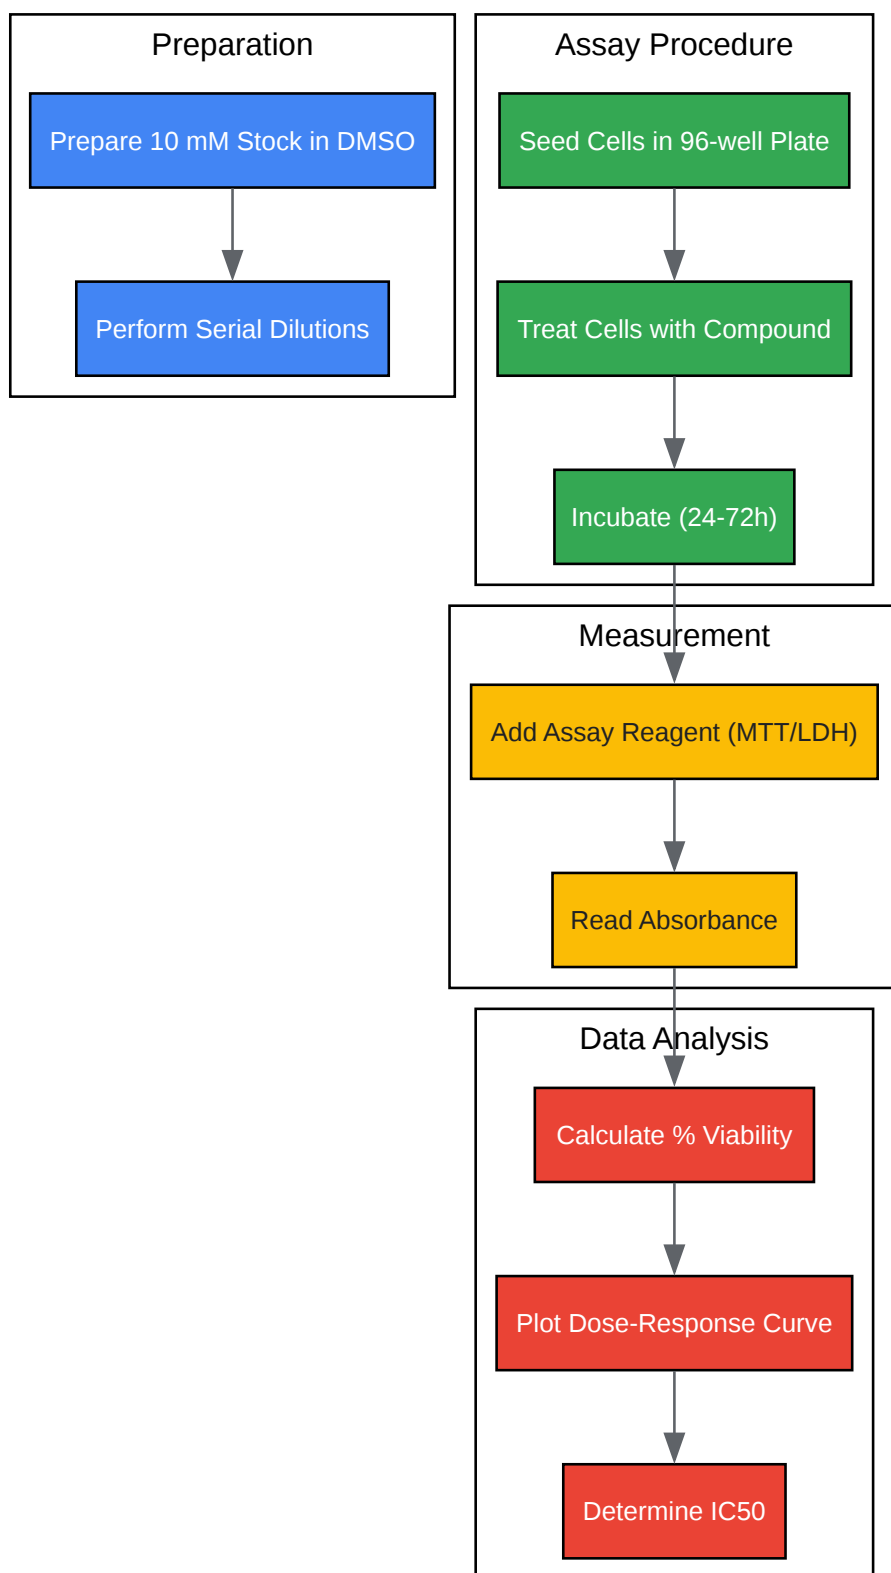 Preparation
Prepare 10 mM Stock in DMSO
Perform Serial Dilutions
Assay Procedure
Seed Cells in 96-well Plate
Treat Cells with Compound
Incubate (24-72h)
Measurement
Add Assay Reagent (MTT/LDH)
Read Absorbance
Data Analysis
Calculate % Viability
Plot Dose-Response Curve
Determine IC50